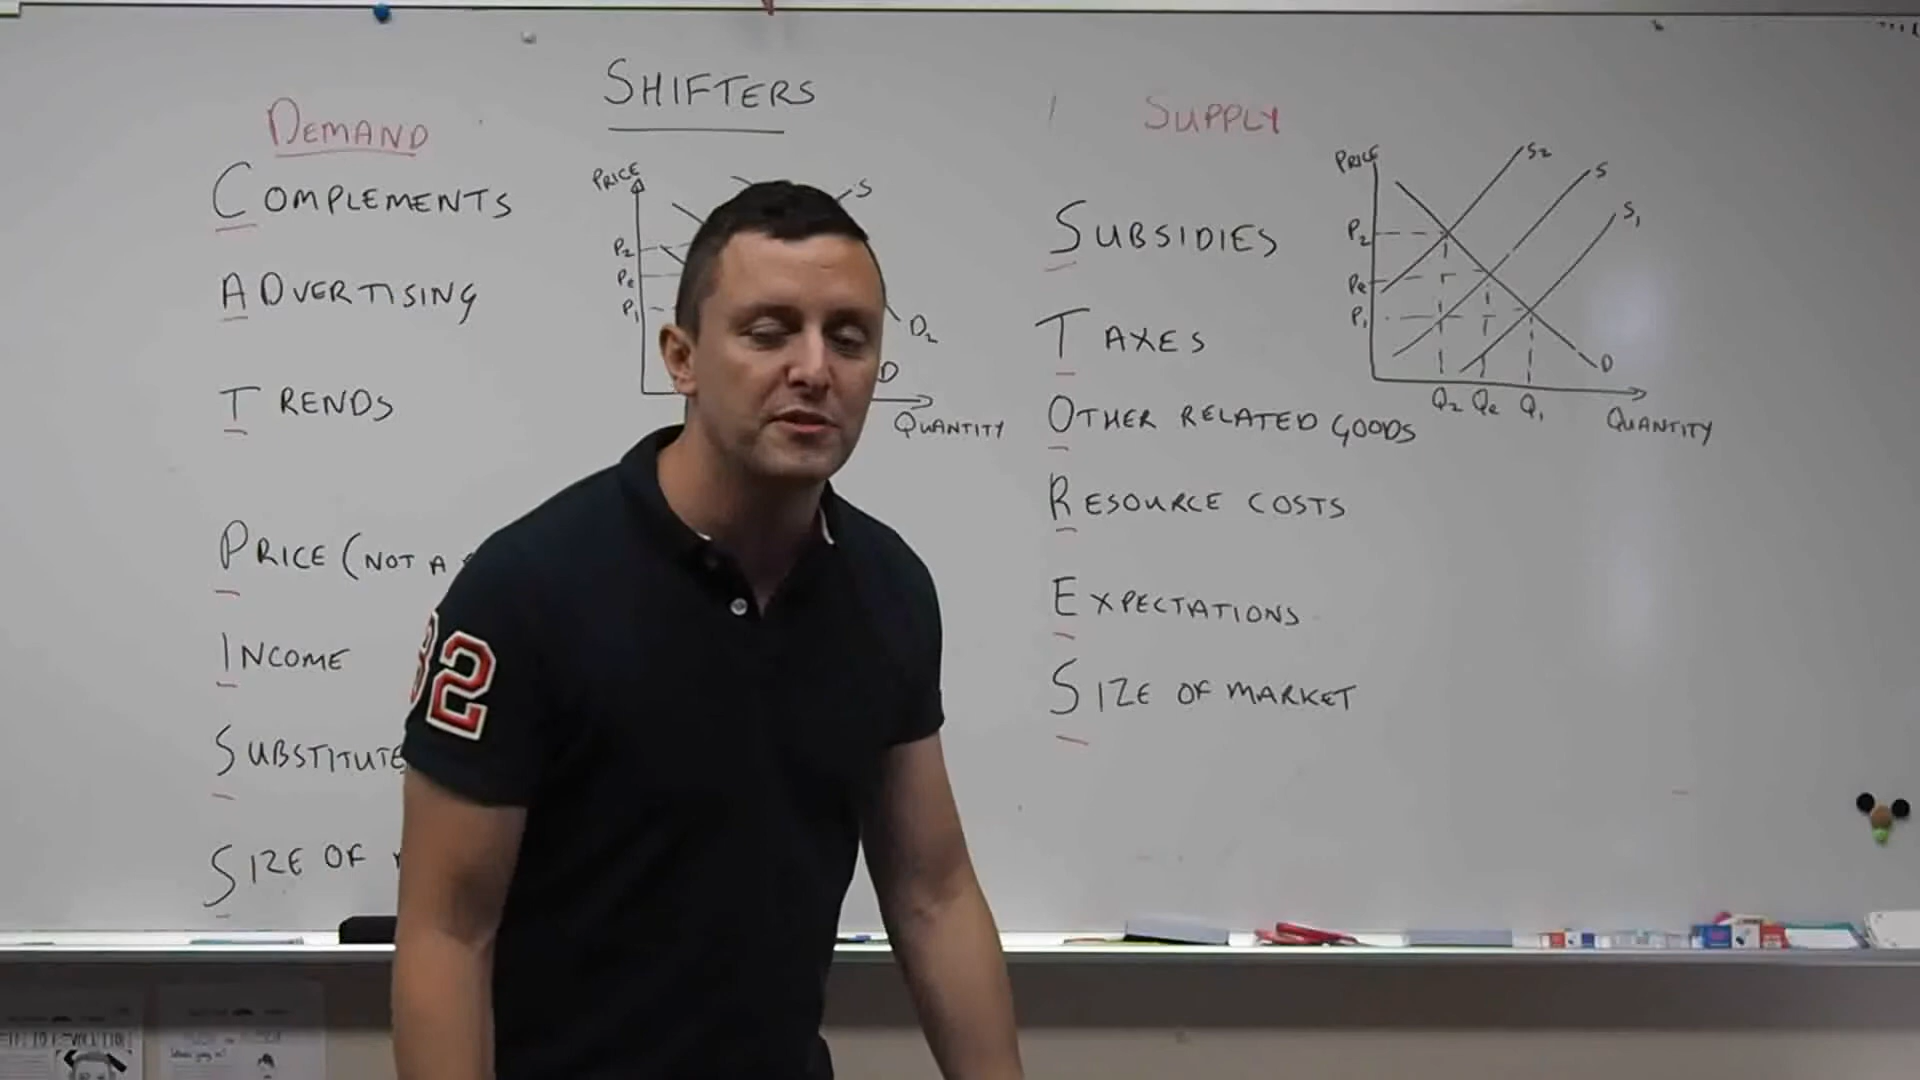 SHIFTERS
DEMAND
COMPLEMENTS
ADVERTISING
TRENDS
PRICE (NOT A
INCOME
SUBSTITUTE
SIZE OF
PRICE
S
P2
Pe
P1
D2
D
QUANTITY
SUPPLY
SUBSIDIES
TAXES
OTHER RELATED GOODS
RESOURCE COSTS
EXPECTATIONS
SIZE OF MARKET
PRICE
S2
S
S1
P2
Pe
P1
D
Q2 Qe Q1
QUANTITY
32